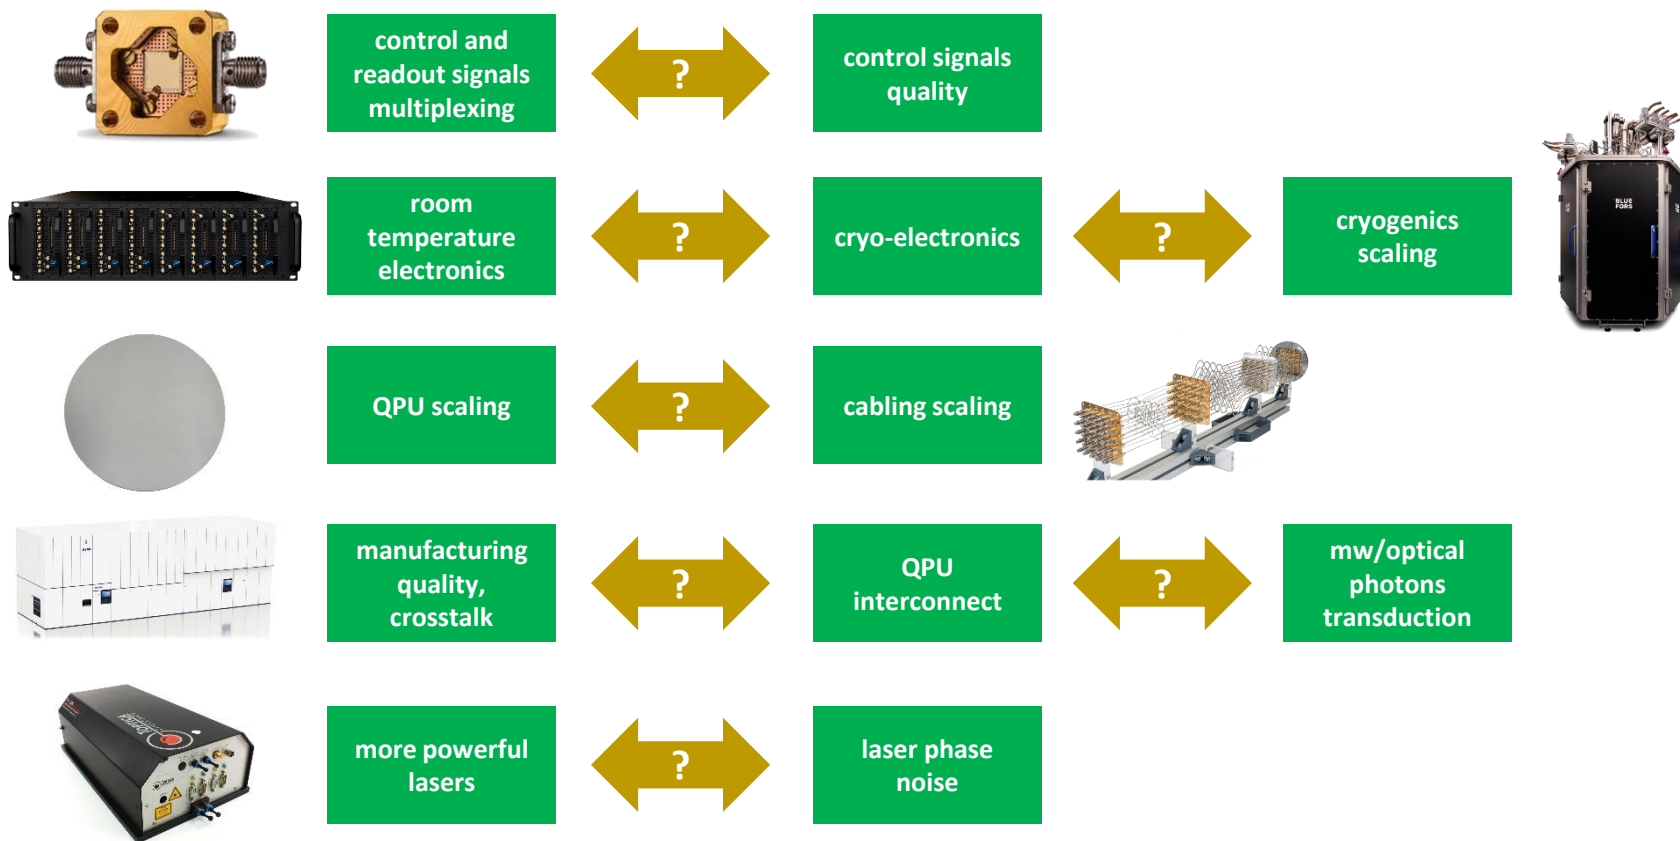 control and
readout signals
multiplexing
?
control signals
quality
room
temperature
electronics
?
cryo-electronics
?
cryogenics
scaling
BLUE
FORS
QPU scaling
?
cabling scaling
manufacturing
quality,
crosstalk
?
QPU
interconnect
?
mw/optical
photons
transduction
more powerful
lasers
?
laser phase
noise